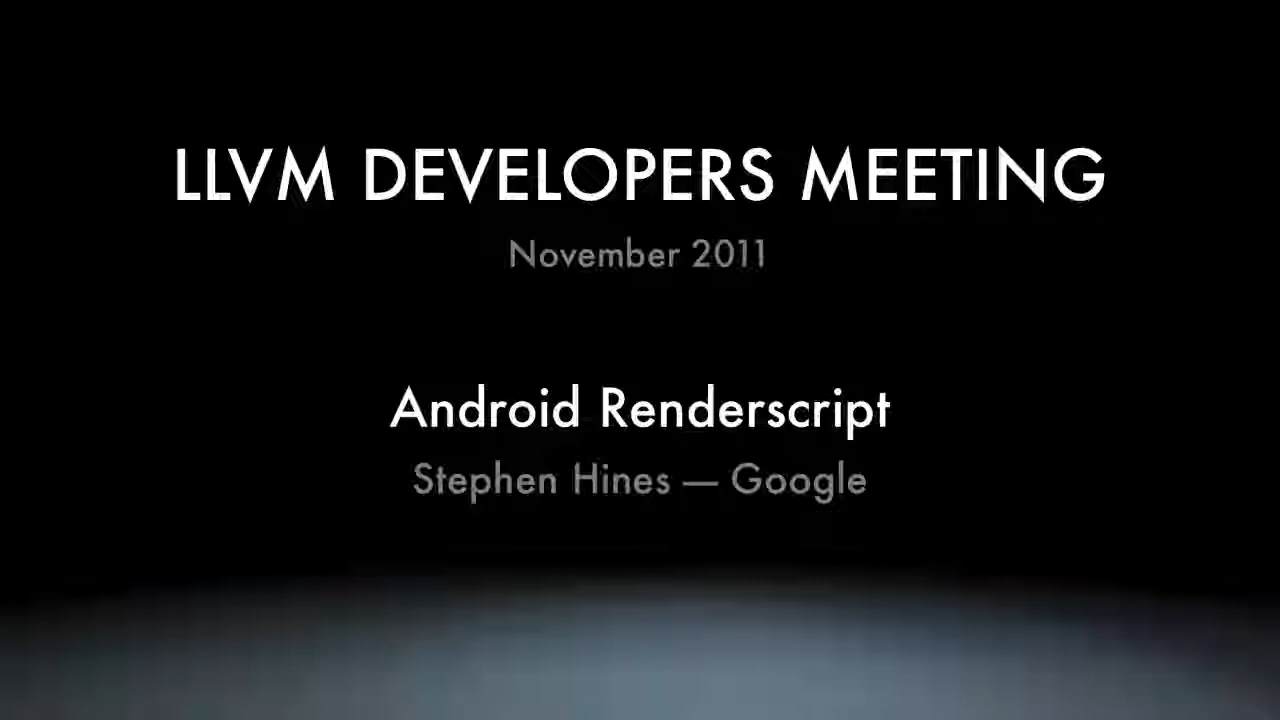 LLVM DEVELOPERS MEETING
November 2011
Android Renderscript
Stephen Hines — Google